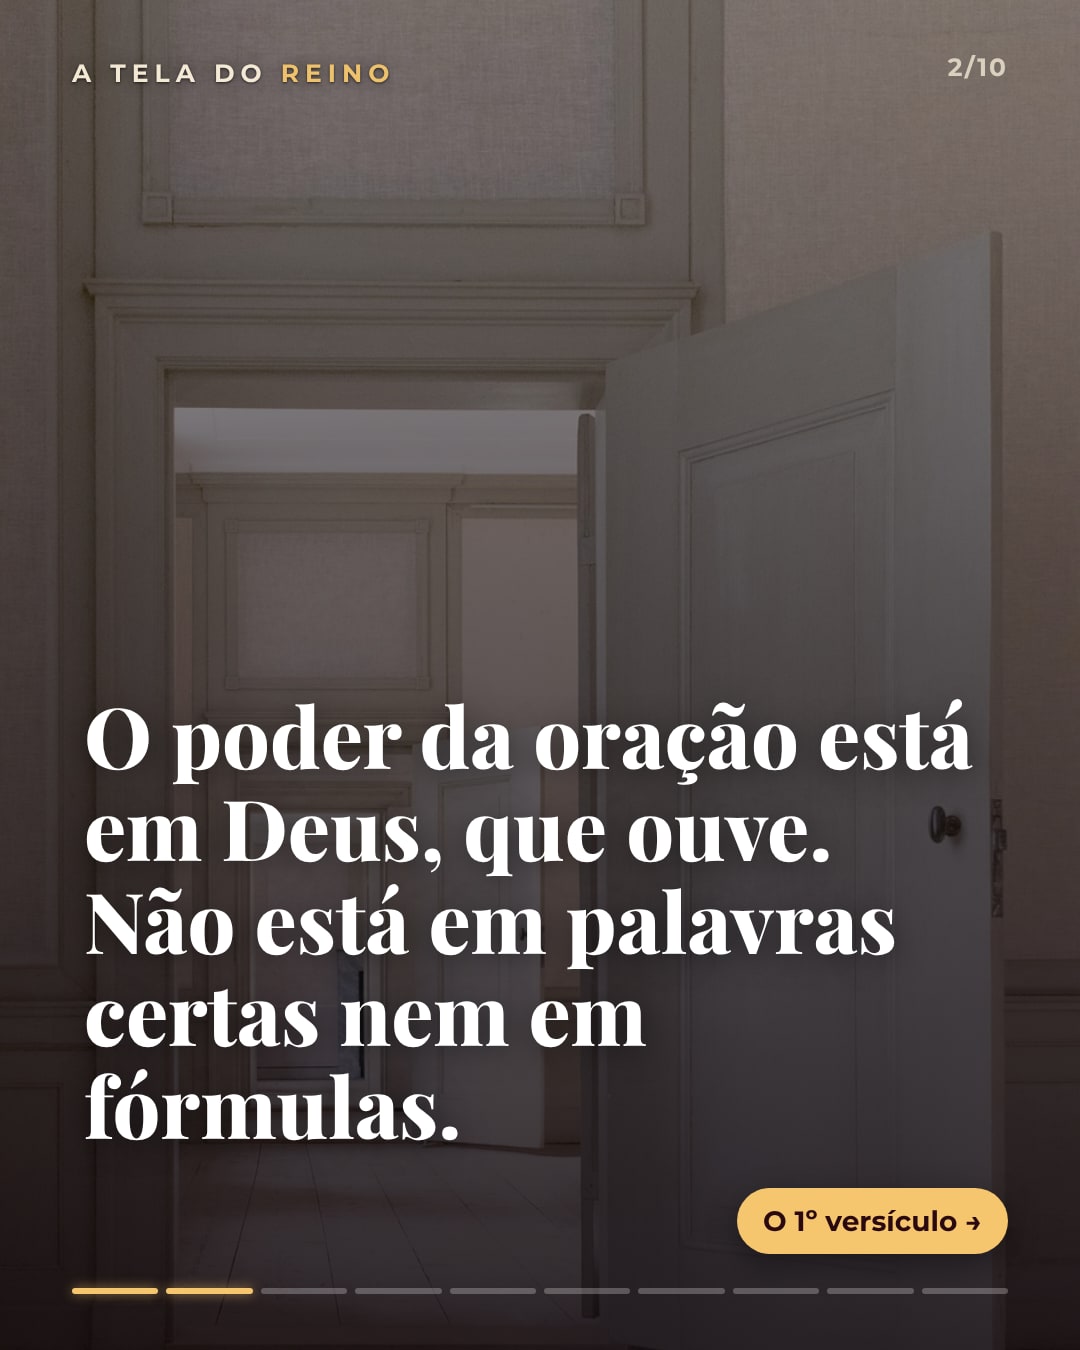 A TELA DO REINO
2/10
O poder da oração está
em Deus, que ouve.
Não está em palavras
certas nem em
fórmulas.
O 1º versículo →